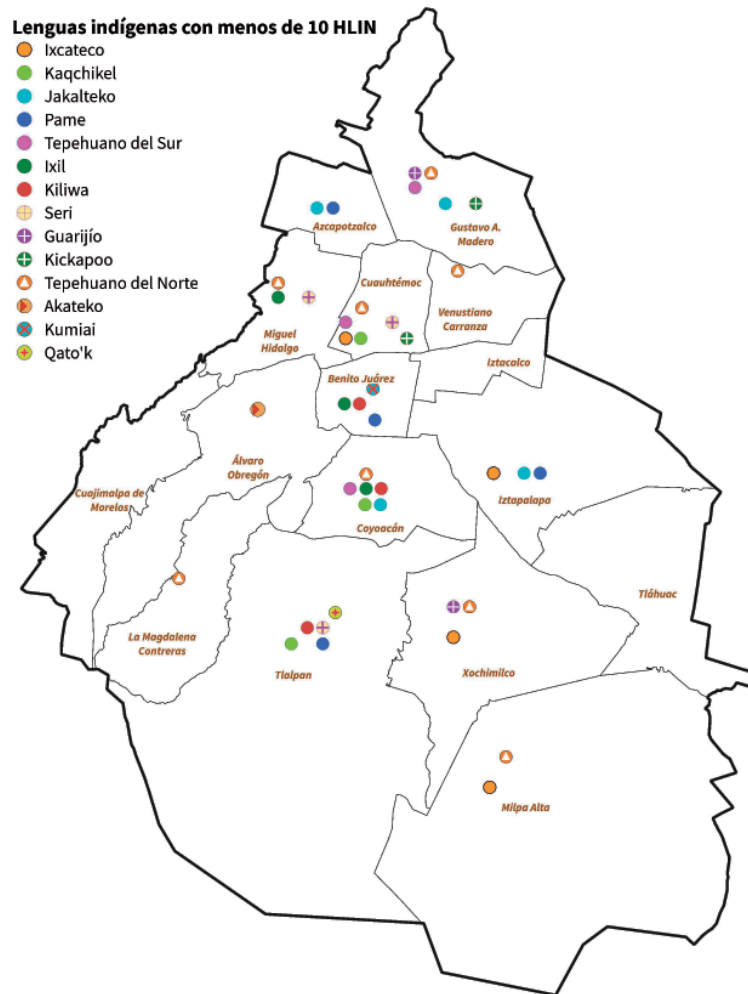 Lenguas indígenas con menos de 10 HLIN
Ixcateco
Kaqchikel
Jakalteko
Pame
Tepehuano del Sur
Ixil
Kiliwa
Seri
Guarijío
Kickapoo
Tepehuano del Norte
Akateko
Kumiai
Qato'k
Azcapotzalco
Gustavo A.
Madero
Cuauhtémoc
Venustiano
Carranza
Miguel
Hidalgo
Iztacalco
Benito Juárez
Álvaro
Obregón
Cuajimalpa de
Morelos
Iztapalapa
Coyoacán
Tláhuac
La Magdalena
Contreras
Tlalpan
Xochimilco
Milpa Alta